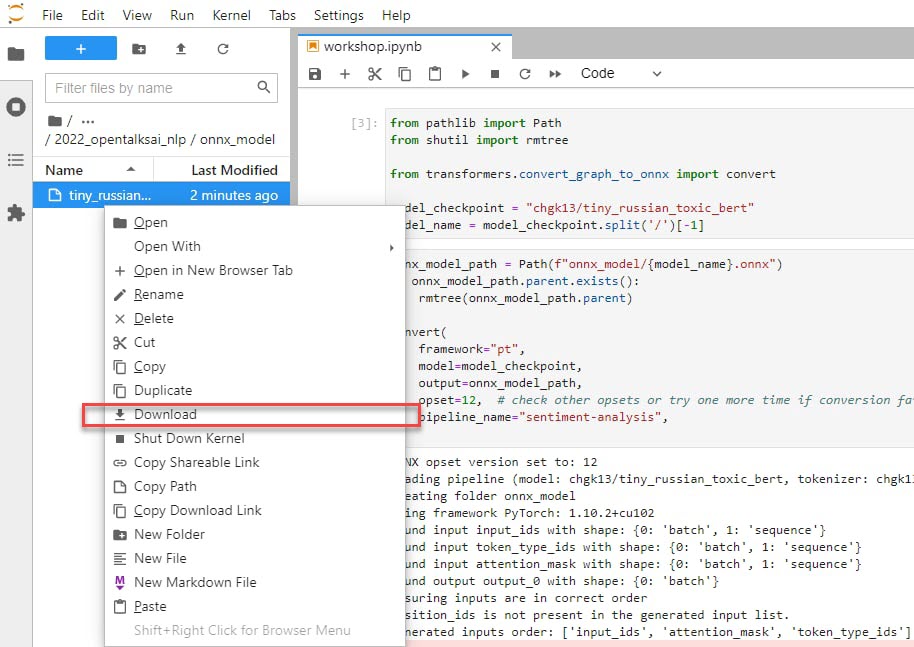 File Edit View Run Kernel Tabs Settings Help
+
Filter files by name
/ ...
/ 2022_opentalksai_nlp / onnx_model
Name Last Modified
tiny_russian... 2 minutes ago
Open
Open With
Open in New Browser Tab
Rename
Delete
Cut
Copy
Duplicate
Download
Shut Down Kernel
Copy Shareable Link
Copy Path
Copy Download Link
New Folder
New File
New Markdown File
Paste
Shift+Right Click for Browser Menu
workshop.ipynb
Code
[3]:
from pathlib import Path
from shutil import rmtree
from transformers.convert_graph_to_onnx import convert
del_checkpoint = "chgk13/tiny_russian_toxic_bert"
del_name = model_checkpoint.split('/')[-1]
nx_model_path = Path(f"onnx_model/{model_name}.onnx")
onnx_model_path.parent.exists():
rmtree(onnx_model_path.parent)
nvert(
framework="pt",
model=model_checkpoint,
output=onnx_model_path,
opset=12,  # check other opsets or try one more time if conversion fa
pipeline_name="sentiment-analysis",
NX opset version set to: 12
ading pipeline (model: chgk13/tiny_russian_toxic_bert, tokenizer: chgk13
eating folder onnx_model
ing framework PyTorch: 1.10.2+cu102
und input input_ids with shape: {0: 'batch', 1: 'sequence'}
und input token_type_ids with shape: {0: 'batch', 1: 'sequence'}
und input attention_mask with shape: {0: 'batch', 1: 'sequence'}
und output output_0 with shape: {0: 'batch'}
suring inputs are in correct order
sition_ids is not present in the generated input list.
nerated inputs order: ['input_ids', 'attention_mask', 'token_type_ids']